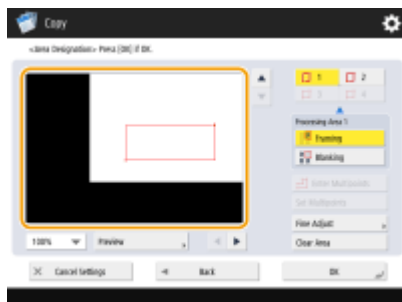 Copy
<Area Designation> Press [OK] if OK.
1
2
3
4
Processing Area 1
Framing
Blanking
Enter Multipoints
Set Multiareas
Fine Adjust
Clear Area
100%
Preview
Cancel Settings
Back
OK